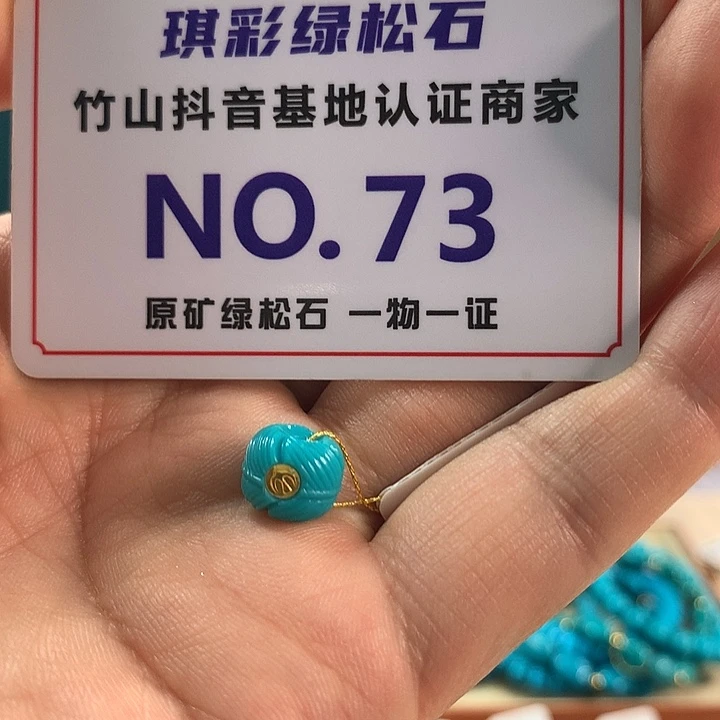 琪彩绿松石
竹山抖音基地认证商家
NO.73
原矿绿松石 一物一证